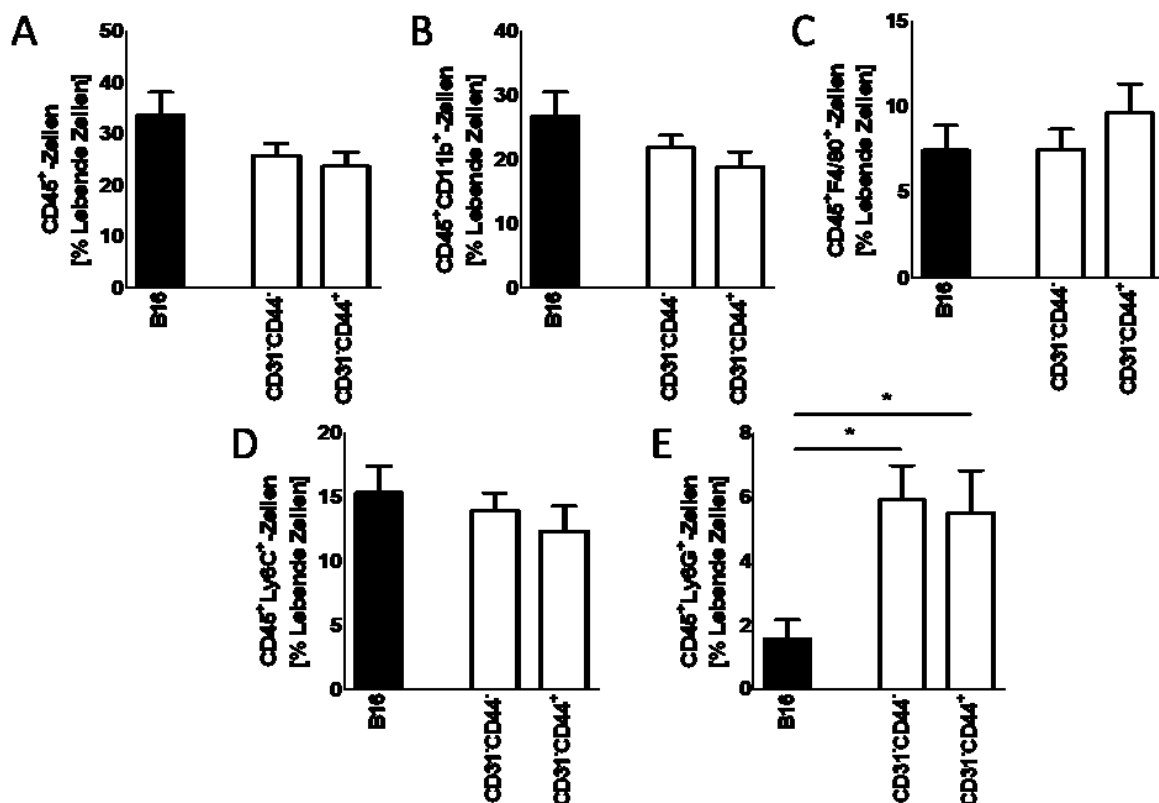 A
CD45⁺-Zellen
[% Lebende Zellen]
50
40
30
20
10
0
B16
CD31⁻CD44⁻
CD31⁻CD44⁺
B
CD45⁺CD11b⁺-Zellen
[% Lebende Zellen]
40
30
20
10
0
B16
CD31⁻CD44⁻
CD31⁻CD44⁺
C
CD45⁺F4/80⁺-Zellen
[% Lebende Zellen]
15
10
5
0
B16
CD31⁻CD44⁻
CD31⁻CD44⁺
D
CD45⁺Ly6C⁺-Zellen
[% Lebende Zellen]
20
15
10
5
0
B16
CD31⁻CD44⁻
CD31⁻CD44⁺
E
CD45⁺Ly6G⁺-Zellen
[% Lebende Zellen]
8
6
4
2
0
*
*
B16
CD31⁻CD44⁻
CD31⁻CD44⁺